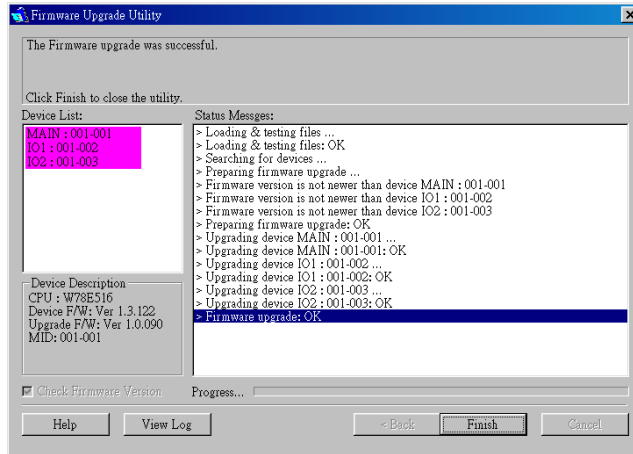 Firmware Upgrade Utility
The Firmware upgrade was successful.
Click Finish to close the utility.
Device List:
MAIN : 001-001
IO1 : 001-002
IO2 : 001-003
Status Messges:
> Loading & testing files ...
> Loading & testing files: OK
> Searching for devices ...
> Preparing firmware upgrade ...
> Firmware version is not newer than device MAIN : 001-001
> Firmware version is not newer than device IO1 : 001-002
> Firmware version is not newer than device IO2 : 001-003
> Preparing firmware upgrade: OK
> Upgrading device MAIN : 001-001 ...
> Upgrading device MAIN : 001-001: OK
> Upgrading device IO1 : 001-002 ...
> Upgrading device IO1 : 001-002: OK
> Upgrading device IO2 : 001-003 ...
> Upgrading device IO2 : 001-003: OK
> Firmware upgrade: OK
Device Description
CPU : W78E516
Device F/W: Ver 1.3.122
Upgrade F/W: Ver 1.0.090
MID: 001-001
Check Firmware Version
Progress...
Help
View Log
< Back
Finish
Cancel